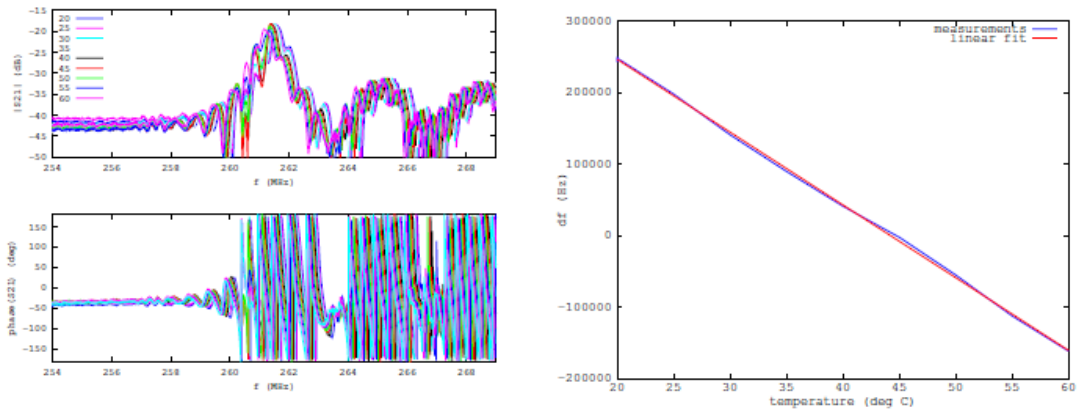 -15
-20
-25
-30
-35
-40
-45
-50
|S21| (dB)
20
25
30
35
40
45
50
55
60
254 256 258 260 262 264 266 268
f (MHz)
150
100
50
0
-50
-100
-150
phase(S21) (deg)
254 256 258 260 262 264 266 268
f (MHz)
300000
200000
100000
0
-100000
-200000
df (Hz)
measurements
linear fit
20 25 30 35 40 45 50 55 60
temperature (deg C)